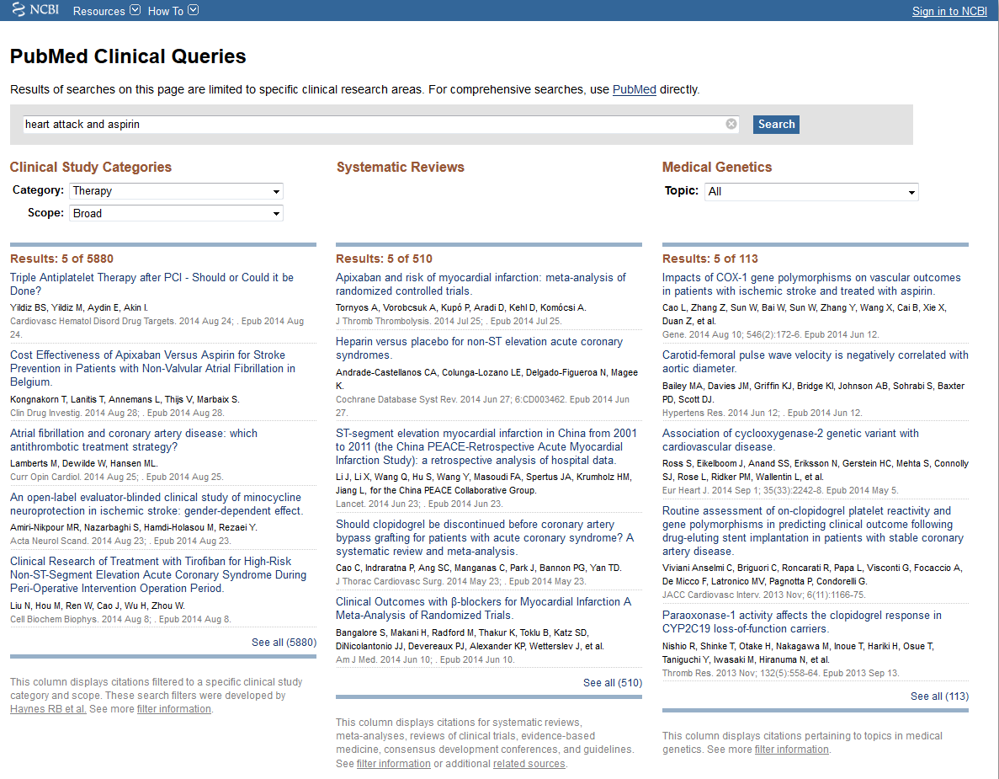 NCBI Resources How To Sign in to NCBI
PubMed Clinical Queries
Results of searches on this page are limited to specific clinical research areas. For comprehensive searches, use PubMed directly.
heart attack and aspirin Search
Clinical Study Categories
Category: Therapy
Scope: Broad
Results: 5 of 5880
Triple Antiplatelet Therapy after PCI - Should or Could it be
Done?
Yildiz BS, Yildiz M, Aydin E, Akin I.
Cardiovasc Hematol Disord Drug Targets. 2014 Aug 24; . Epub 2014 Aug
24.
Cost Effectiveness of Apixaban Versus Aspirin for Stroke
Prevention in Patients with Non-Valvular Atrial Fibrillation in
Belgium.
Kongnakorn T, Lanitis T, Annemans L, Thijs V, Marbaix S.
Clin Drug Investig. 2014 Aug 28; . Epub 2014 Aug 28.
Atrial fibrillation and coronary artery disease: which
antithrombotic treatment strategy?
Lamberts M, Dewilde W, Hansen ML.
Curr Opin Cardiol. 2014 Aug 25; . Epub 2014 Aug 25.
An open-label evaluator-blinded clinical study of minocycline
neuroprotection in ischemic stroke: gender-dependent effect.
Amiri-Nikpour MR, Nazarbaghi S, Hamdi-Holasou M, Rezaei Y.
Acta Neurol Scand. 2014 Aug 23; . Epub 2014 Aug 23.
Clinical Research of Treatment with Tirofiban for High-Risk
Non-ST-Segment Elevation Acute Coronary Syndrome During
Peri-Operative Intervention Operation Period.
Liu N, Hou M, Ren W, Cao J, Wu H, Zhou W.
Cell Biochem Biophys. 2014 Aug 8; . Epub 2014 Aug 8.
See all (5880)
This column displays citations filtered to a specific clinical study
category and scope. These search filters were developed by
Haynes RB et al. See more filter information.
Systematic Reviews
Results: 5 of 510
Apixaban and risk of myocardial infarction: meta-analysis of
randomized controlled trials.
Tornyos A, Vorobcsuk A, Kupó P, Aradi D, Kehl D, Komócsi A.
J Thromb Thrombolysis. 2014 Jul 25; . Epub 2014 Jul 25.
Heparin versus placebo for non-ST elevation acute coronary
syndromes.
Andrade-Castellanos CA, Colunga-Lozano LE, Delgado-Figueroa N, Magee
K.
Cochrane Database Syst Rev. 2014 Jun 27; 6:CD003462. Epub 2014 Jun
27.
ST-segment elevation myocardial infarction in China from 2001
to 2011 (the China PEACE-Retrospective Acute Myocardial
Infarction Study): a retrospective analysis of hospital data.
Li J, Li X, Wang Q, Hu S, Wang Y, Masoudi FA, Spertus JA, Krumholz HM,
Jiang L, for the China PEACE Collaborative Group.
Lancet. 2014 Jun 23; . Epub 2014 Jun 23.
Should clopidogrel be discontinued before coronary artery
bypass grafting for patients with acute coronary syndrome? A
systematic review and meta-analysis.
Cao C, Indraratna P, Ang SC, Manganas C, Park J, Bannon PG, Yan TD.
J Thorac Cardiovasc Surg. 2014 May 23; . Epub 2014 May 23.
Clinical Outcomes with β-blockers for Myocardial Infarction A
Meta-Analysis of Randomized Trials.
Bangalore S, Makani H, Radford M, Thakur K, Toklu B, Katz SD,
DiNicolantonio JJ, Devereaux PJ, Alexander KP, Wetterslev J, et al.
Am J Med. 2014 Jun 10; . Epub 2014 Jun 10.
See all (510)
This column displays citations for systematic reviews,
meta-analyses, reviews of clinical trials, evidence-based
medicine, consensus development conferences, and guidelines.
See filter information or additional related sources.
Medical Genetics
Topic: All
Results: 5 of 113
Impacts of COX-1 gene polymorphisms on vascular outcomes
in patients with ischemic stroke and treated with aspirin.
Cao L, Zhang Z, Sun W, Bai W, Sun W, Zhang Y, Wang X, Cai B, Xie X,
Duan Z, et al.
Gene. 2014 Aug 10; 546(2):172-6. Epub 2014 Jun 12.
Carotid-femoral pulse wave velocity is negatively correlated with
aortic diameter.
Bailey MA, Davies JM, Griffin KJ, Bridge KI, Johnson AB, Sohrabi S, Baxter
PD, Scott DJ.
Hypertens Res. 2014 Jun 12; . Epub 2014 Jun 12.
Association of cyclooxygenase-2 genetic variant with
cardiovascular disease.
Ross S, Eikelboom J, Anand SS, Eriksson N, Gerstein HC, Mehta S, Connolly
SJ, Rose L, Ridker PM, Wallentin L, et al.
Eur Heart J. 2014 Sep 1; 35(33):2242-8. Epub 2014 May 5.
Routine assessment of on-clopidogrel platelet reactivity and
gene polymorphisms in predicting clinical outcome following
drug-eluting stent implantation in patients with stable coronary
artery disease.
Viviani Anselmi C, Briguori C, Roncarati R, Papa L, Visconti G, Focaccio A,
De Micco F, Latronico MV, Pagnotta P, Condorelli G.
JACC Cardiovasc Interv. 2013 Nov; 6(11):1166-75.
Paraoxonase-1 activity affects the clopidogrel response in
CYP2C19 loss-of-function carriers.
Nishio R, Shinke T, Otake H, Nakagawa M, Inoue T, Hariki H, Osue T,
Taniguchi Y, Iwasaki M, Hiranuma N, et al.
Thromb Res. 2013 Nov; 132(5):558-64. Epub 2013 Sep 13.
See all (113)
This column displays citations pertaining to topics in medical
genetics. See more filter information.